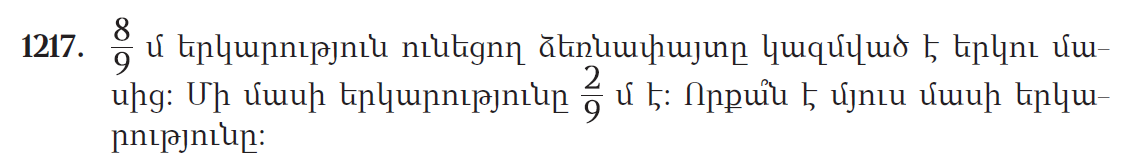 1217. 8/9 մ երկարություն ունեցող ձեռնափայտը կազմված է երկու մա–
սից: Մի մասի երկարությունը 2/9 մ է: Որքա՞ն է մյուս մասի երկա–
րությունը: